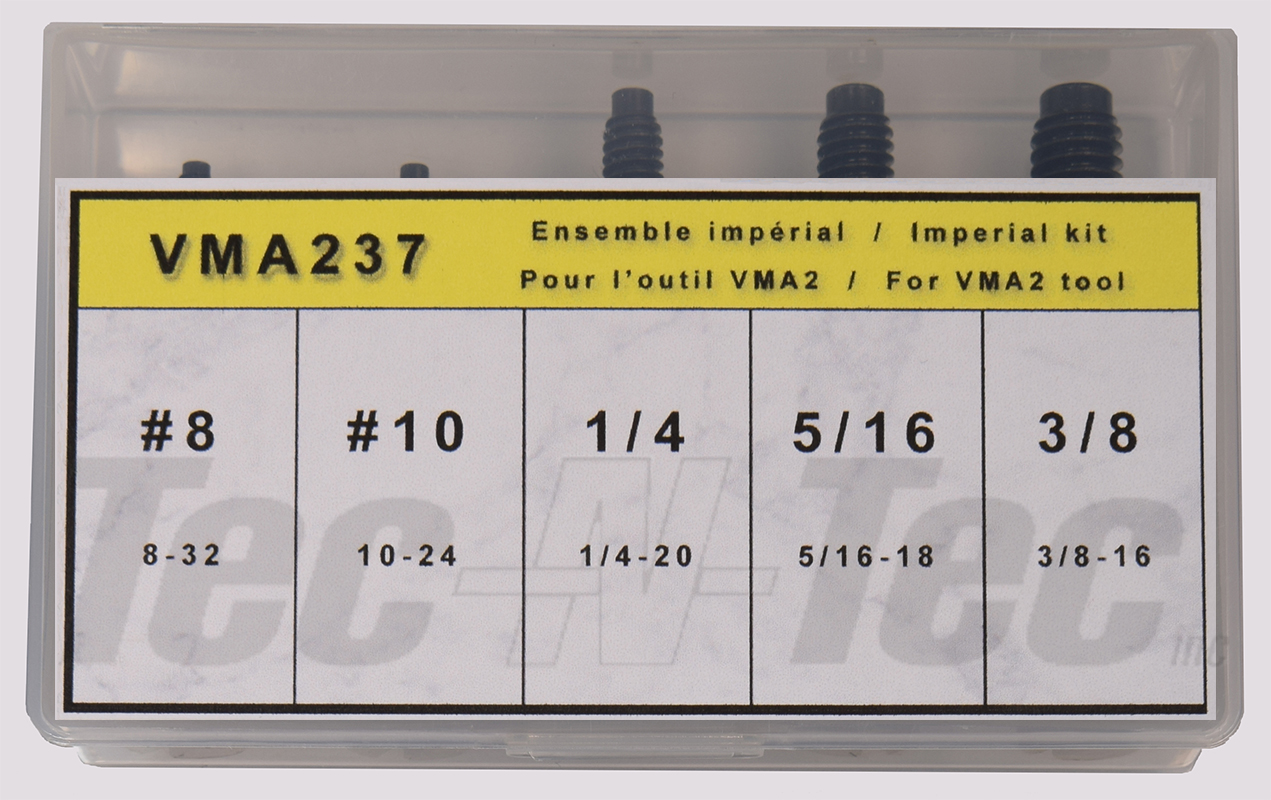 VMA237
Ensemble impérial / Imperial kit
Pour l'outil VMA2 / For VMA2 tool
#8 #10 1/4 5/16 3/8
8-32 10-24 1/4-20 5/16-18 3/8-16
Tec-N-Tec inc